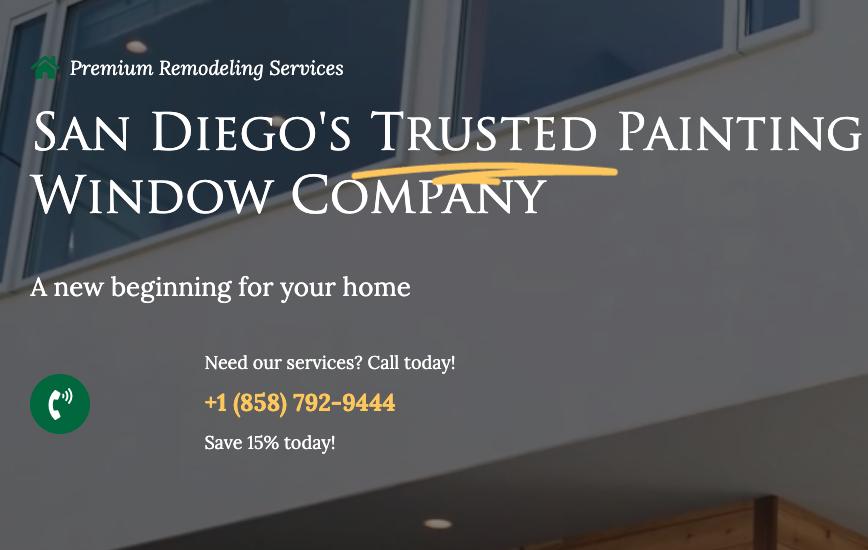 Premium Remodeling Services
San Diego's Trusted Painting
Window Company
A new beginning for your home
Need our services? Call today!
+1 (858) 792-9444
Save 15% today!